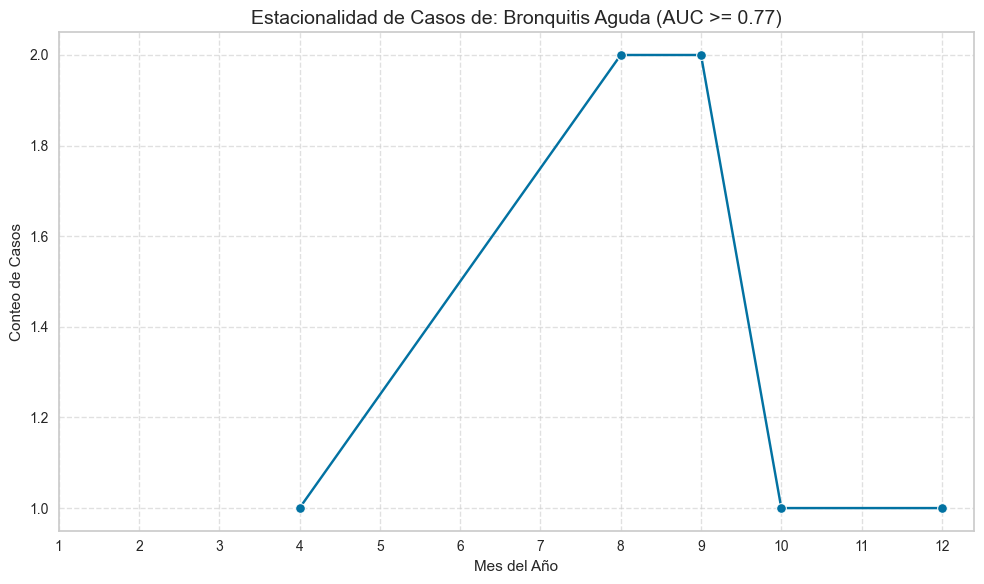 Estacionalidad de Casos de: Bronquitis Aguda (AUC >= 0.77)
Conteo de Casos
2.0
1.8
1.6
1.4
1.2
1.0
1 2 3 4 5 6 7 8 9 10 11 12
Mes del Año